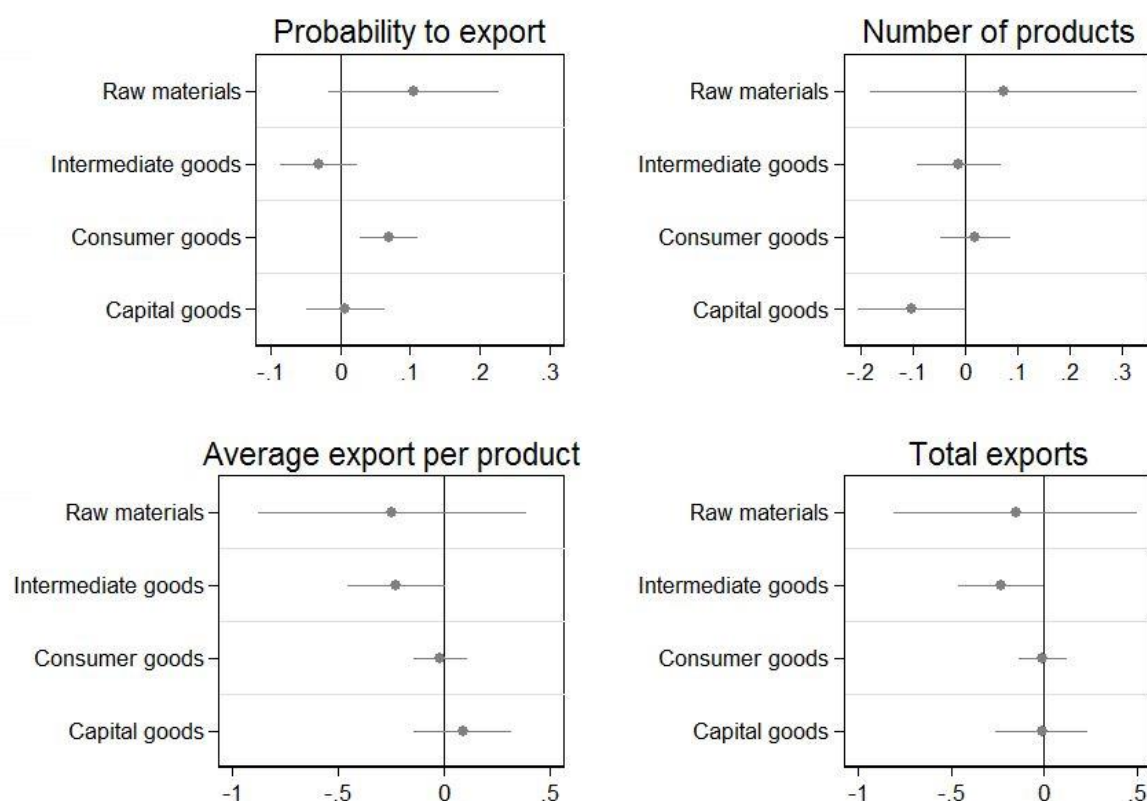 Probability to export
Raw materials
Intermediate goods
Consumer goods
Capital goods
-.1 0 .1 .2 .3
Number of products
Raw materials
Intermediate goods
Consumer goods
Capital goods
-.2 -.1 0 .1 .2 .3
Average export per product
Raw materials
Intermediate goods
Consumer goods
Capital goods
-1 -.5 0 .5
Total exports
Raw materials
Intermediate goods
Consumer goods
Capital goods
-1 -.5 0 .5